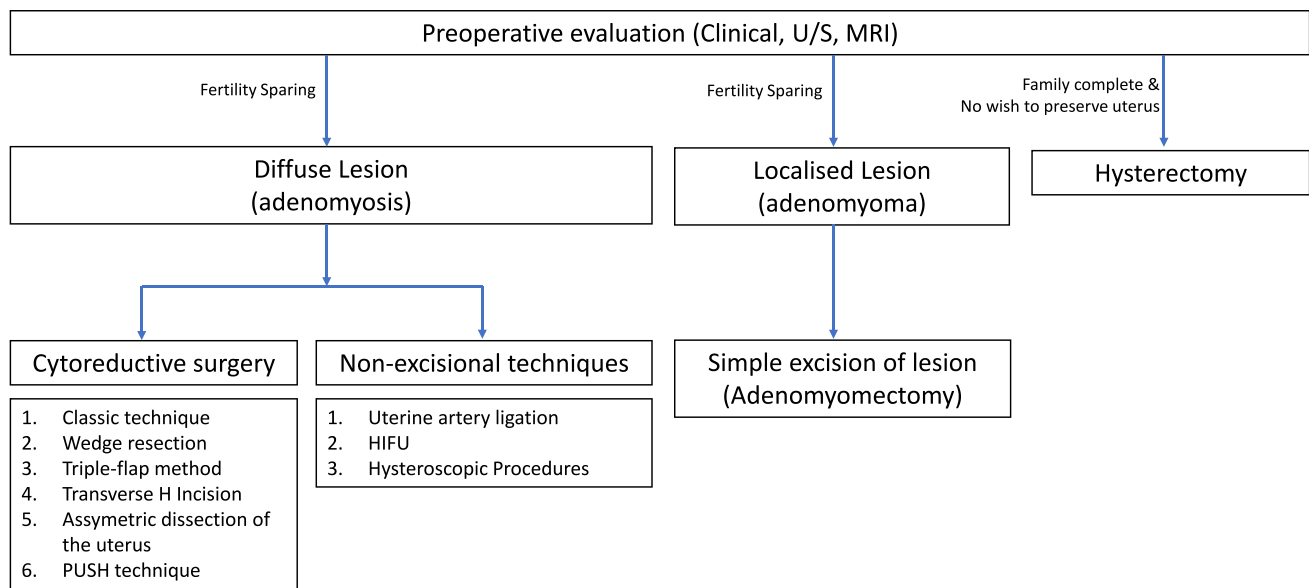 Preoperative evaluation (Clinical, U/S, MRI)
Fertility Sparing
Fertility Sparing
Family complete &
No wish to preserve uterus
Diffuse Lesion
(adenomyosis)
Localised Lesion
(adenomyoma)
Hysterectomy
Cytoreductive surgery
1. Classic technique
2. Wedge resection
3. Triple-flap method
4. Transverse H Incision
5. Assymetric dissection of
the uterus
6. PUSH technique
Non-excisional techniques
1. Uterine artery ligation
2. HIFU
3. Hysteroscopic Procedures
Simple excision of lesion
(Adenomyomectomy)